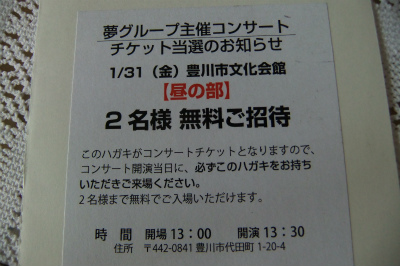 夢グループ主催コンサート
チケット当選のお知らせ
1/31（金）豊川市文化会館
【昼の部】
2名様 無料ご招待
このハガキがコンサートチケットとなりますので、
コンサート開演当日に、必ずこのハガキをお持ち
いただきご来場ください。
2名様まで無料でご入場いただけます。
時 間　開場 13：00　開演 13：30
住所　〒442-0841 豊川市代田町 1-20-4